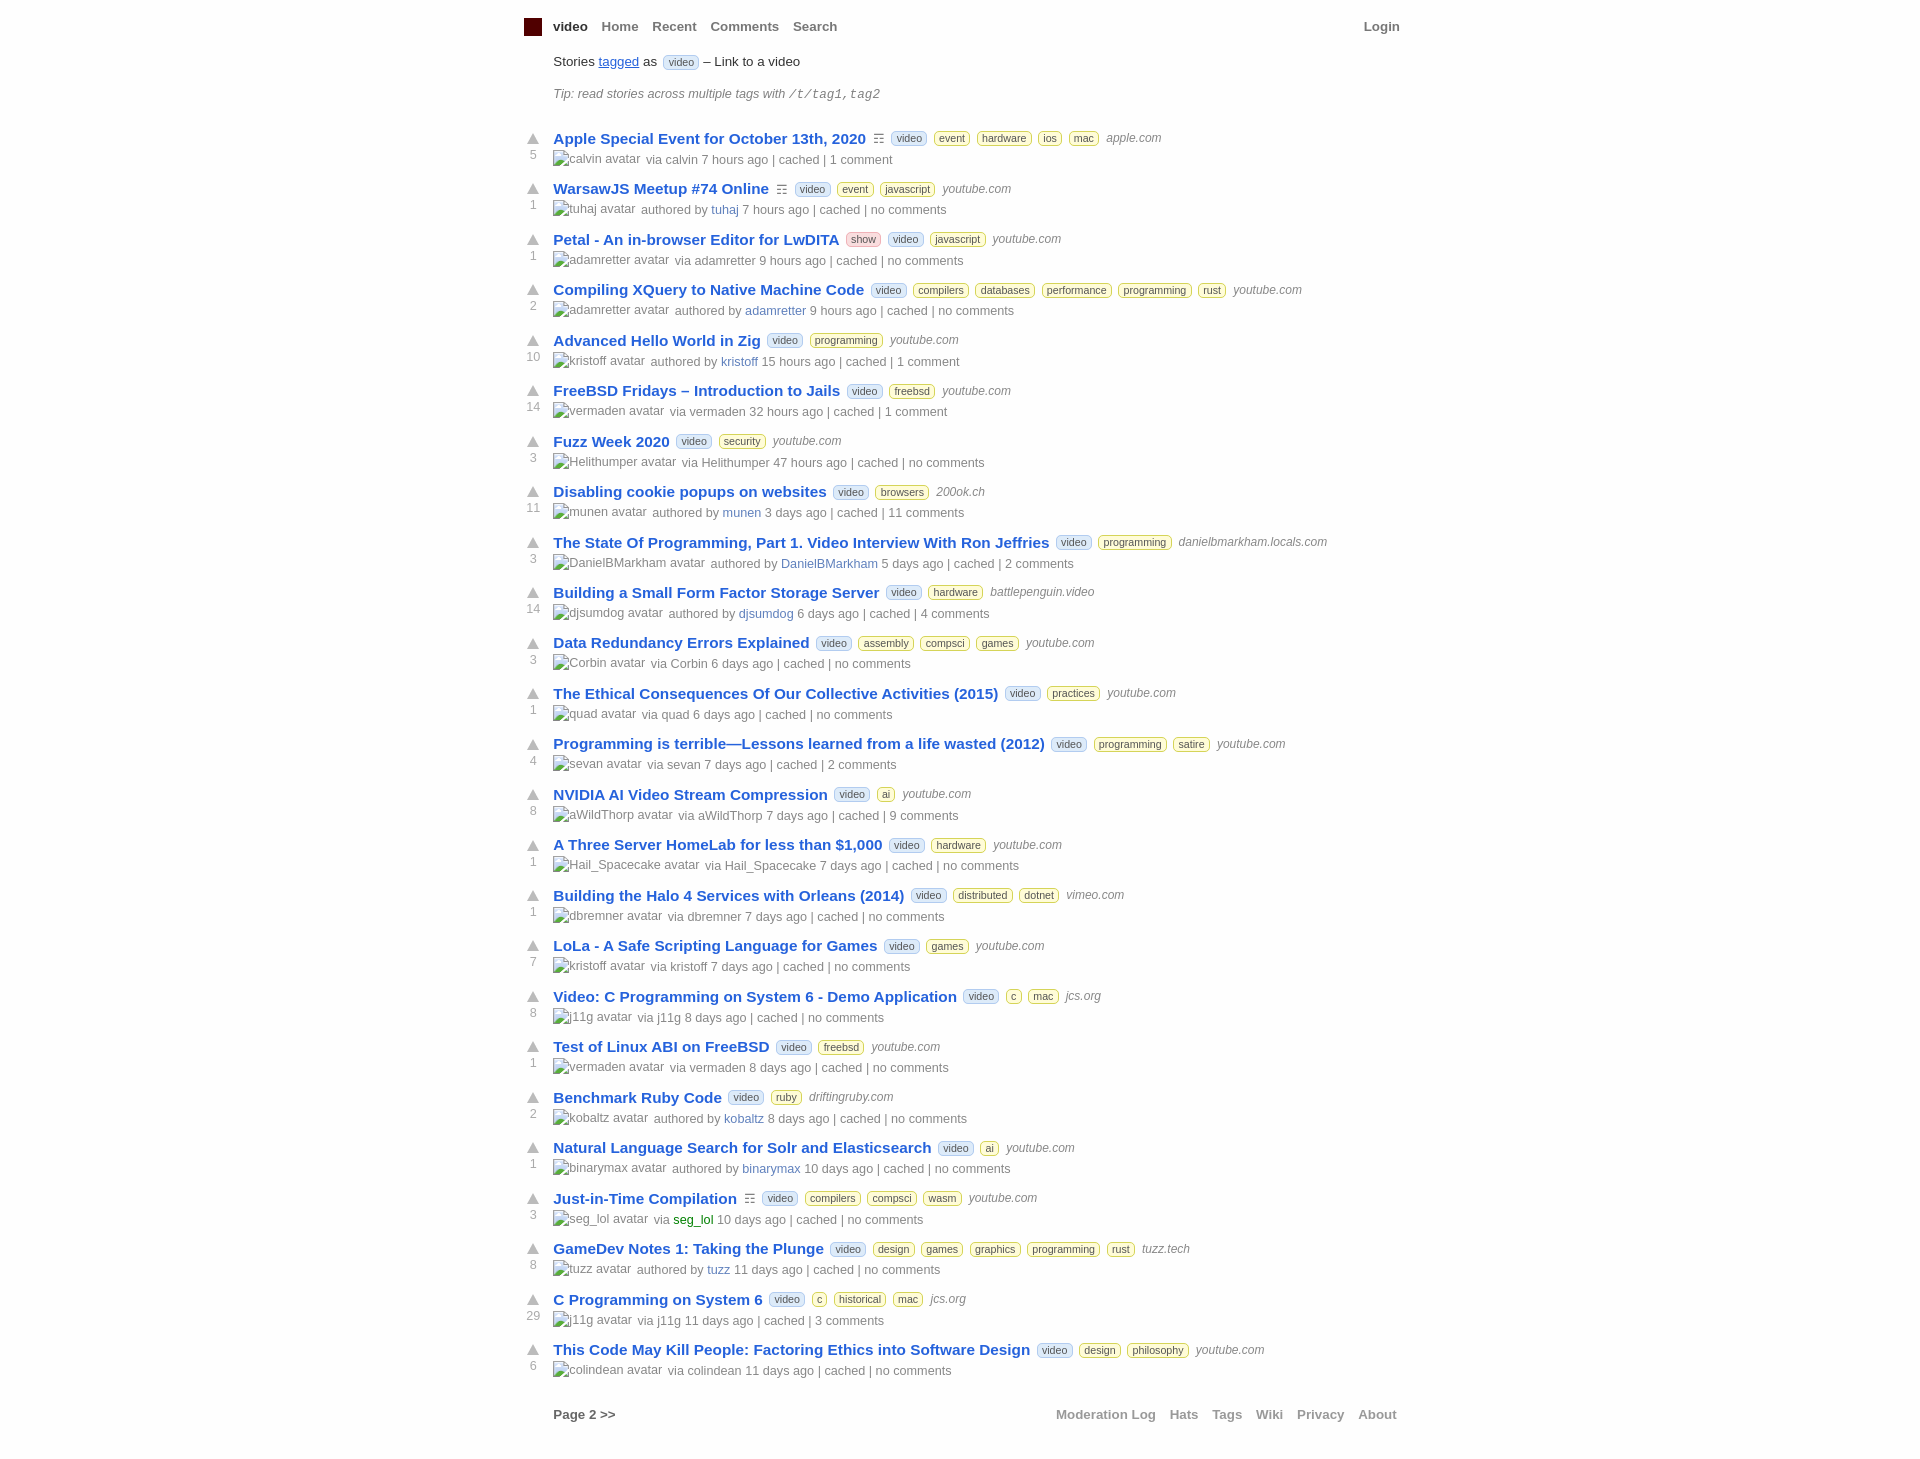 video Home Recent Comments Search Login
Stories tagged as video – Link to a video
Tip: read stories across multiple tags with /t/tag1,tag2
Apple Special Event for October 13th, 2020 ☶ video event hardware ios mac apple.com
5 calvin avatar via calvin 7 hours ago | cached | 1 comment
WarsawJS Meetup #74 Online ☶ video event javascript youtube.com
1 tuhaj avatar authored by tuhaj 7 hours ago | cached | no comments
Petal - An in-browser Editor for LwDITA show video javascript youtube.com
1 adamretter avatar via adamretter 9 hours ago | cached | no comments
Compiling XQuery to Native Machine Code video compilers databases performance programming rust youtube.com
2 adamretter avatar authored by adamretter 9 hours ago | cached | no comments
Advanced Hello World in Zig video programming youtube.com
10 kristoff avatar authored by kristoff 15 hours ago | cached | 1 comment
FreeBSD Fridays – Introduction to Jails video freebsd youtube.com
14 vermaden avatar via vermaden 32 hours ago | cached | 1 comment
Fuzz Week 2020 video security youtube.com
3 Helithumper avatar via Helithumper 47 hours ago | cached | no comments
Disabling cookie popups on websites video browsers 200ok.ch
11 munen avatar authored by munen 3 days ago | cached | 11 comments
The State Of Programming, Part 1. Video Interview With Ron Jeffries video programming danielbmarkham.locals.com
3 DanielBMarkham avatar authored by DanielBMarkham 5 days ago | cached | 2 comments
Building a Small Form Factor Storage Server video hardware battlepenguin.video
14 djsumdog avatar authored by djsumdog 6 days ago | cached | 4 comments
Data Redundancy Errors Explained video assembly compsci games youtube.com
3 Corbin avatar via Corbin 6 days ago | cached | no comments
The Ethical Consequences Of Our Collective Activities (2015) video practices youtube.com
1 quad avatar via quad 6 days ago | cached | no comments
Programming is terrible—Lessons learned from a life wasted (2012) video programming satire youtube.com
4 sevan avatar via sevan 7 days ago | cached | 2 comments
NVIDIA AI Video Stream Compression video ai youtube.com
8 aWildThorp avatar via aWildThorp 7 days ago | cached | 9 comments
A Three Server HomeLab for less than $1,000 video hardware youtube.com
1 Hail_Spacecake avatar via Hail_Spacecake 7 days ago | cached | no comments
Building the Halo 4 Services with Orleans (2014) video distributed dotnet vimeo.com
1 dbremner avatar via dbremner 7 days ago | cached | no comments
LoLa - A Safe Scripting Language for Games video games youtube.com
7 kristoff avatar via kristoff 7 days ago | cached | no comments
Video: C Programming on System 6 - Demo Application video c mac jcs.org
8 j11g avatar via j11g 8 days ago | cached | no comments
Test of Linux ABI on FreeBSD video freebsd youtube.com
1 vermaden avatar via vermaden 8 days ago | cached | no comments
Benchmark Ruby Code video ruby driftingruby.com
2 kobaltz avatar authored by kobaltz 8 days ago | cached | no comments
Natural Language Search for Solr and Elasticsearch video ai youtube.com
1 binarymax avatar authored by binarymax 10 days ago | cached | no comments
Just-in-Time Compilation ☶ video compilers compsci wasm youtube.com
3 seg_lol avatar via seg_lol 10 days ago | cached | no comments
GameDev Notes 1: Taking the Plunge video design games graphics programming rust tuzz.tech
8 tuzz avatar authored by tuzz 11 days ago | cached | no comments
C Programming on System 6 video c historical mac jcs.org
29 j11g avatar via j11g 11 days ago | cached | 3 comments
This Code May Kill People: Factoring Ethics into Software Design video design philosophy youtube.com
6 colindean avatar via colindean 11 days ago | cached | no comments
Page 2 >> Moderation Log Hats Tags Wiki Privacy About